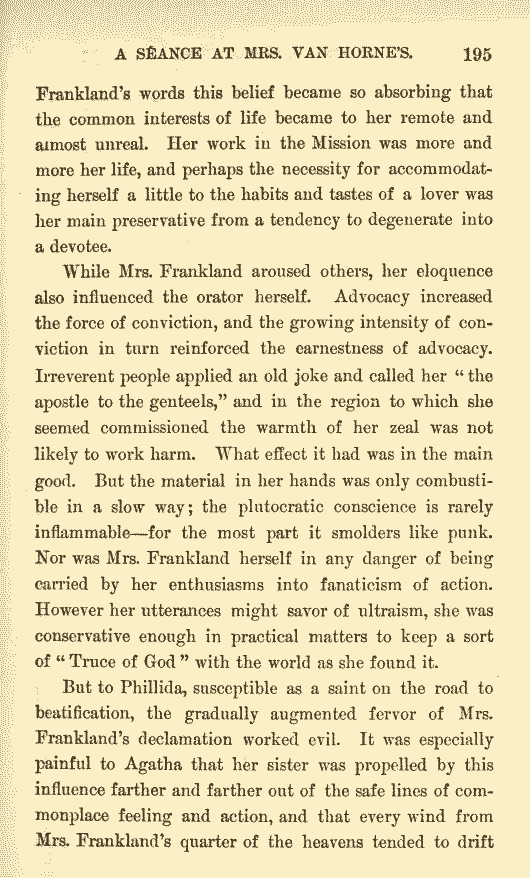 A SÉANCE AT MRS. VAN HORNE'S. 195
Frankland's words this belief became so absorbing that
the common interests of life became to her remote and
almost unreal. Her work in the Mission was more and
more her life, and perhaps the necessity for accommodat-
ing herself a little to the habits and tastes of a lover was
her main preservative from a tendency to degenerate into
a devotee.
While Mrs. Frankland aroused others, her eloquence
also influenced the orator herself. Advocacy increased
the force of conviction, and the growing intensity of con-
viction in turn reinforced the earnestness of advocacy.
Irreverent people applied an old joke and called her "the
apostle to the genteels," and in the region to which she
seemed commissioned the warmth of her zeal was not
likely to work harm. What effect it had was in the main
good. But the material in her hands was only combusti-
ble in a slow way; the plutocratic conscience is rarely
inflammable—for the most part it smolders like punk.
Nor was Mrs. Frankland herself in any danger of being
carried by her enthusiasms into fanaticism of action.
However her utterances might savor of ultraism, she was
conservative enough in practical matters to keep a sort
of "Truce of God" with the world as she found it.
But to Phillida, susceptible as a saint on the road to
beatification, the gradually augmented fervor of Mrs.
Frankland's declamation worked evil. It was especially
painful to Agatha that her sister was propelled by this
influence farther and farther out of the safe lines of com-
monplace feeling and action, and that every wind from
Mrs. Frankland's quarter of the heavens tended to drift